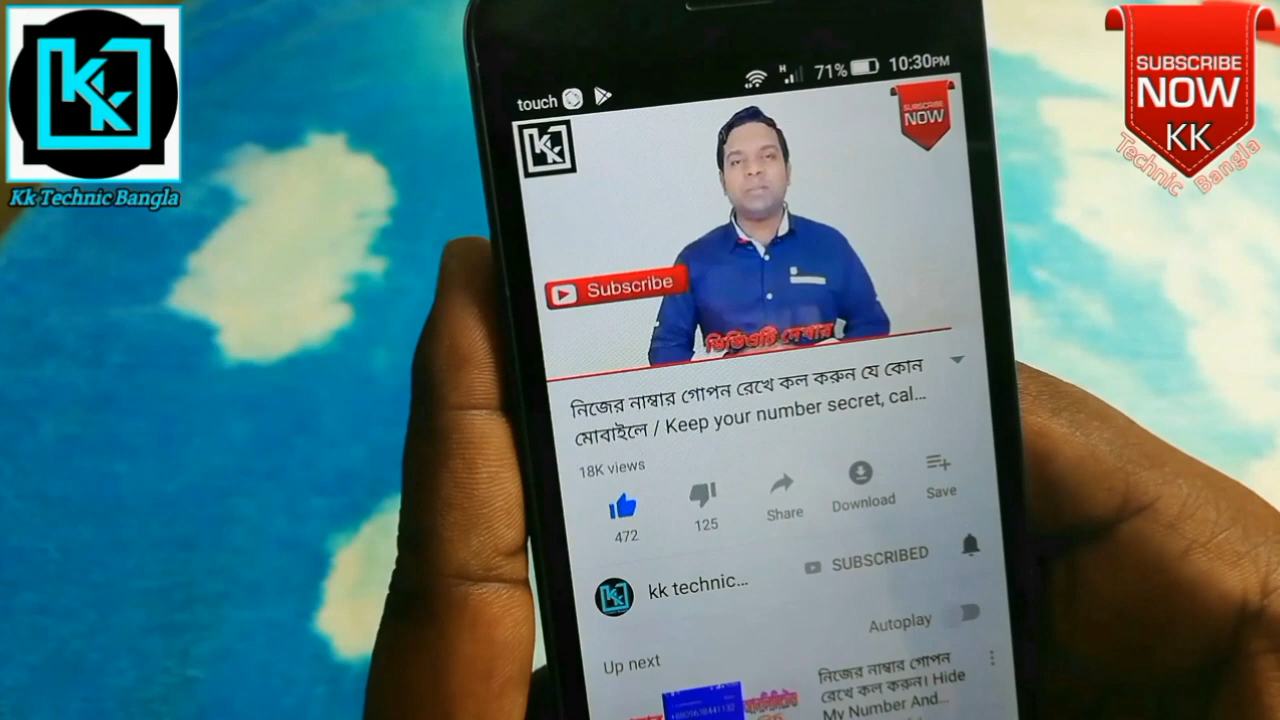 SUBSCRIBE
NOW
KK
Technic Bangla
Kk Technic Bangla
touch H 71% 10:30PM
SUBSCRIBE
NOW
Subscribe
ভিডিওটি দেখার
নিজের নাম্বার গোপন রেখে কল করুন যে কোন
মোবাইলে / Keep your number secret, cal...
18K views
472 125 Share Download Save
kk technic... SUBSCRIBED
Autoplay
Up next
নিজের নাম্বার গোপন
রেখে কল করুন। Hide
My Number And...